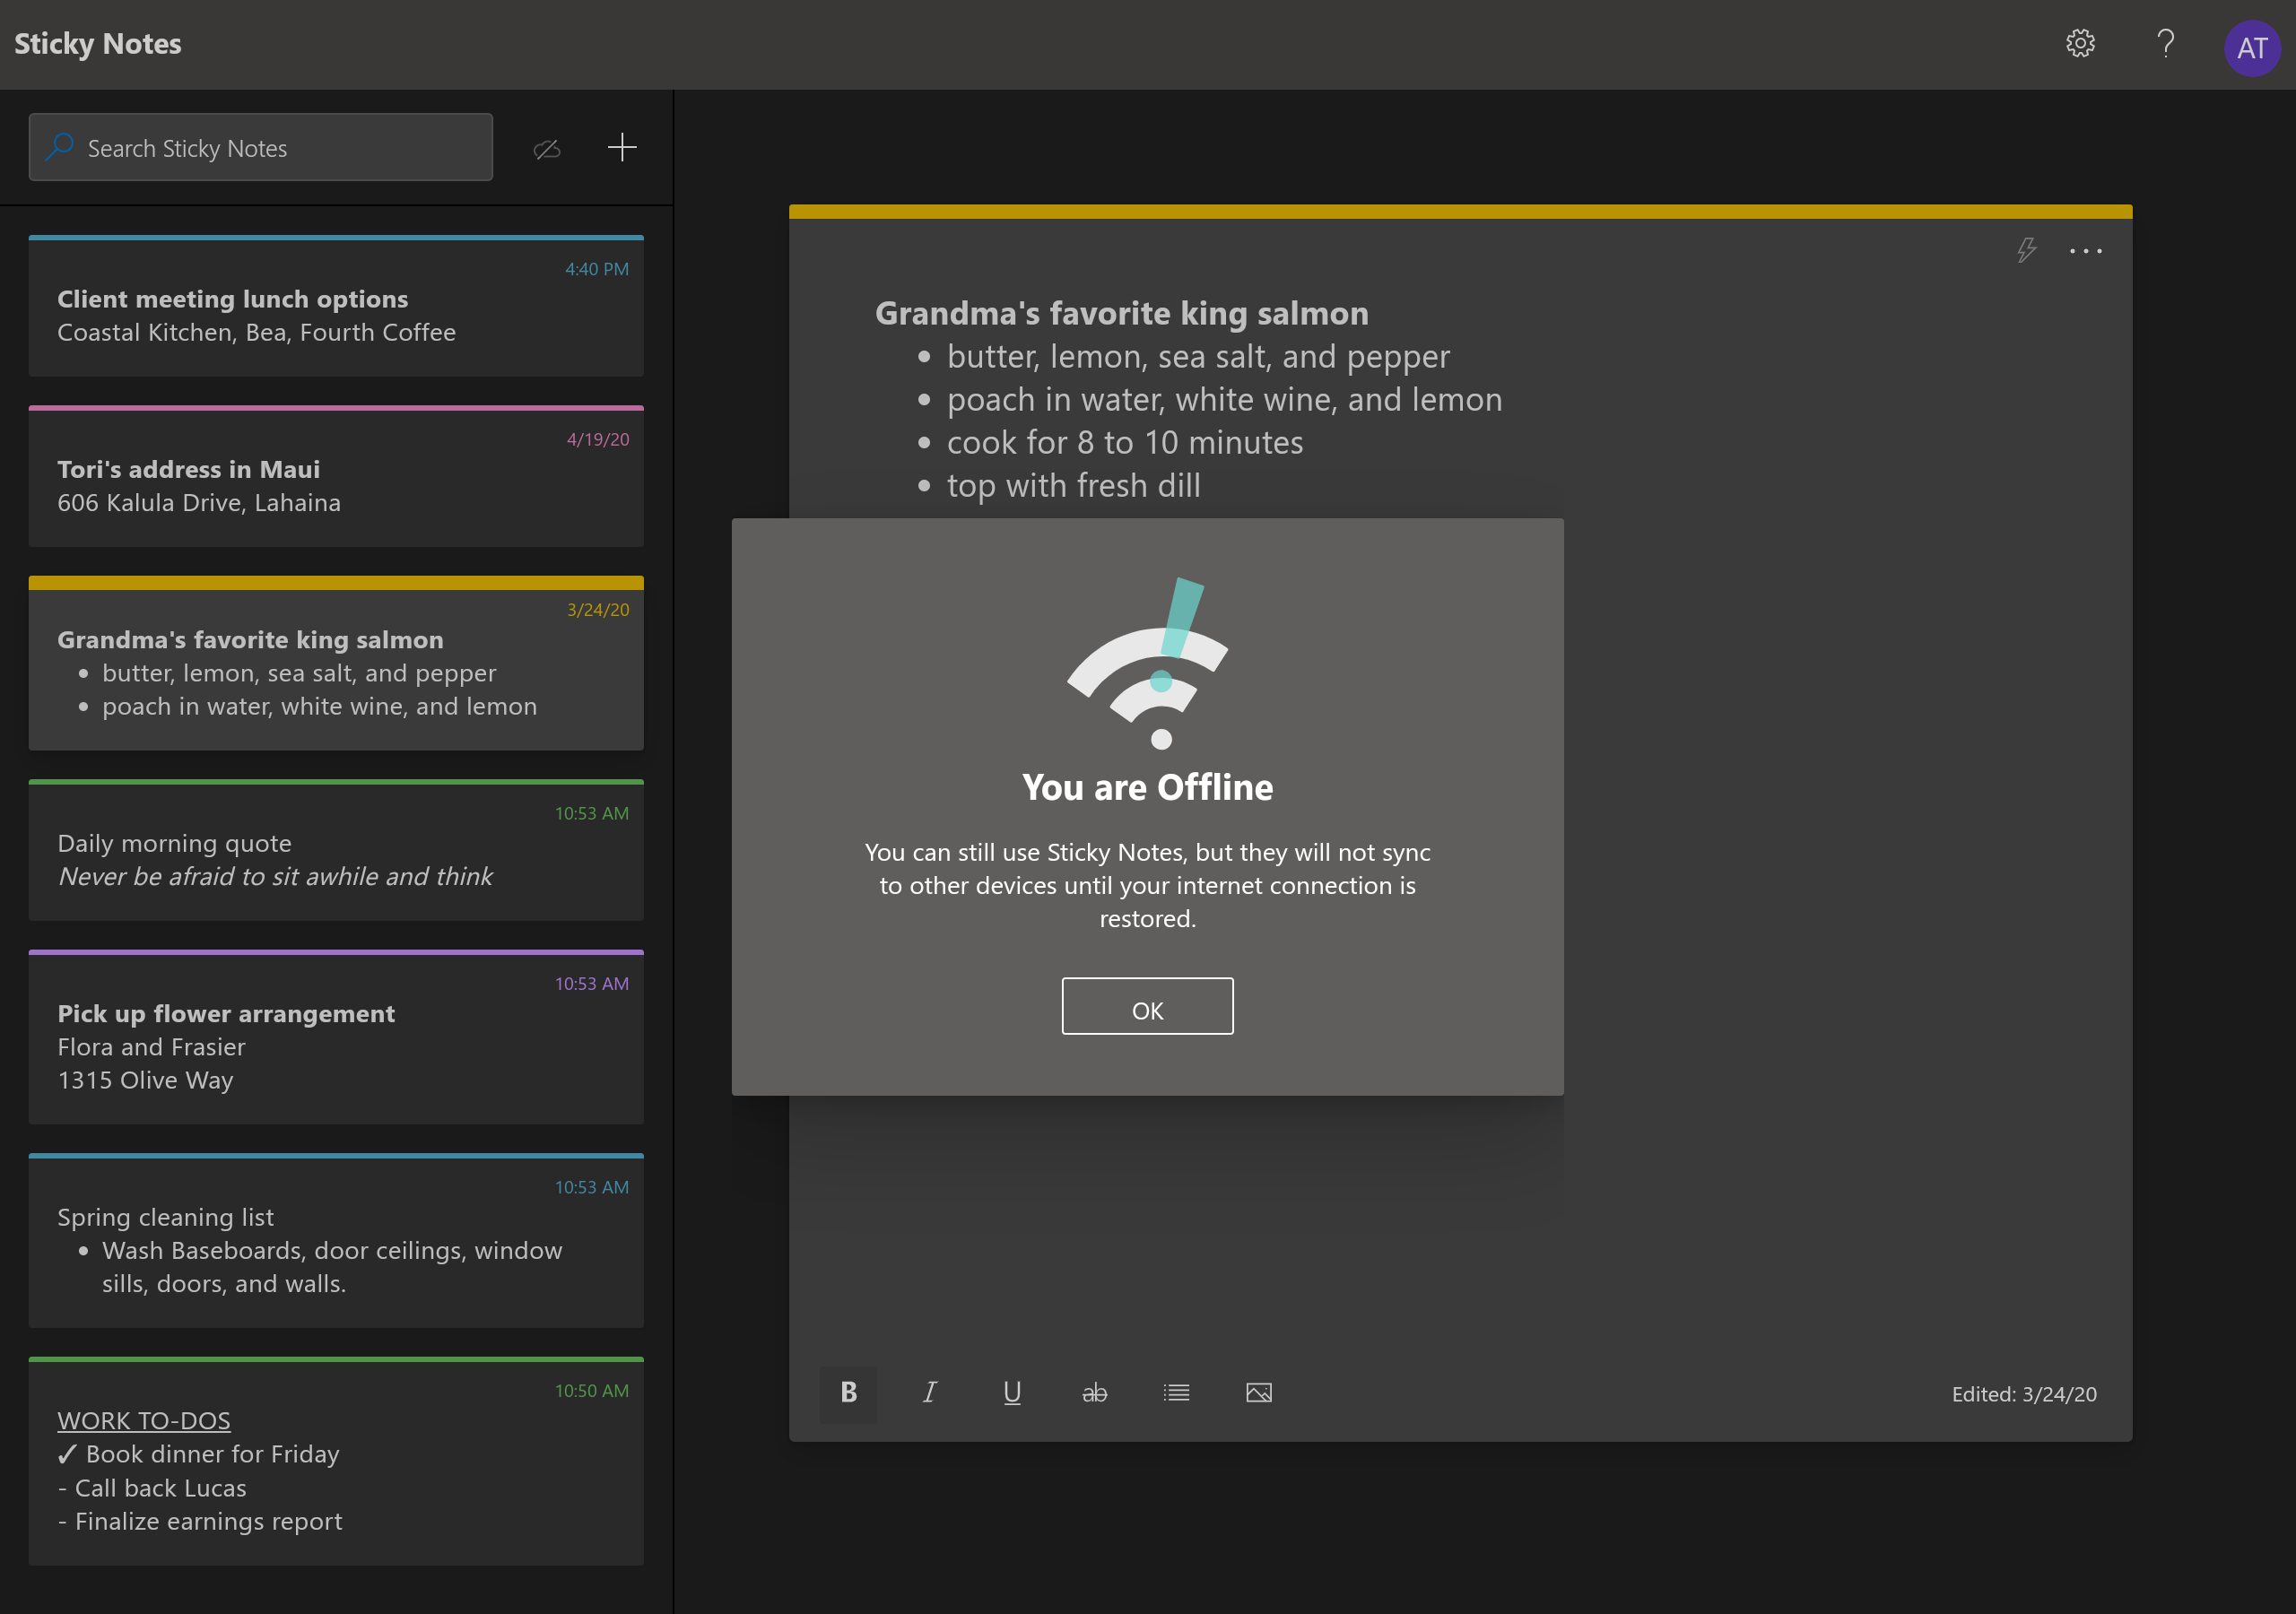 Sticky Notes
AT
Search Sticky Notes
4:40 PM
Client meeting lunch options
Coastal Kitchen, Bea, Fourth Coffee
4/19/20
Tori's address in Maui
606 Kalula Drive, Lahaina
3/24/20
Grandma's favorite king salmon
• butter, lemon, sea salt, and pepper
• poach in water, white wine, and lemon
10:53 AM
Daily morning quote
Never be afraid to sit awhile and think
10:53 AM
Pick up flower arrangement
Flora and Frasier
1315 Olive Way
10:53 AM
Spring cleaning list
• Wash Baseboards, door ceilings, window
sills, doors, and walls.
10:50 AM
WORK TO-DOS
✓ Book dinner for Friday
- Call back Lucas
- Finalize earnings report
Grandma's favorite king salmon
• butter, lemon, sea salt, and pepper
• poach in water, white wine, and lemon
• cook for 8 to 10 minutes
• top with fresh dill
You are Offline
You can still use Sticky Notes, but they will not sync
to other devices until your internet connection is
restored.
OK
B I U ab
Edited: 3/24/20